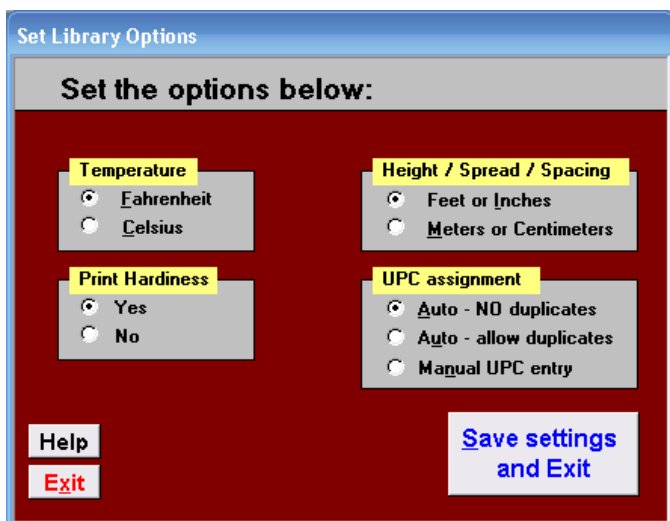 Set Library Options
Set the options below:
Temperature
Fahrenheit
Celsius
Height / Spread / Spacing
Feet or Inches
Meters or Centimeters
Print Hardiness
Yes
No
UPC assignment
Auto - NO duplicates
Auto - allow duplicates
Manual UPC entry
Help
Exit
Save settings
and Exit